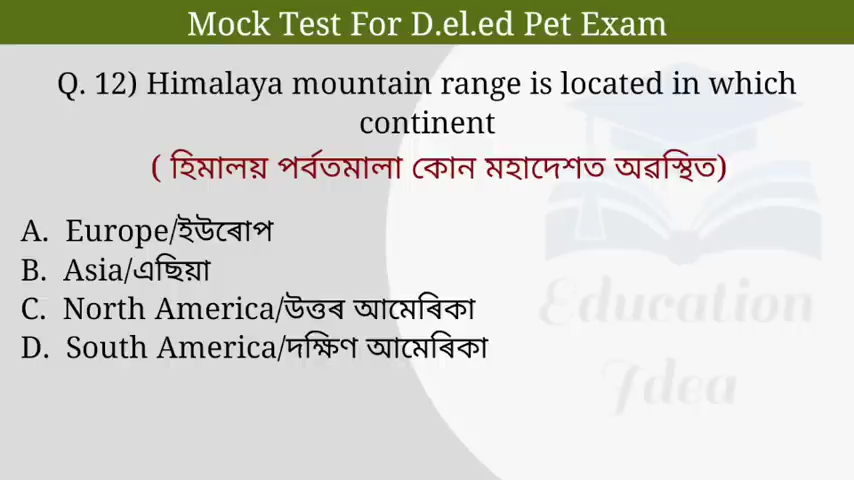 Mock Test For D.el.ed Pet Exam
Q. 12) Himalaya mountain range is located in which
continent
( হিমালয় পৰ্বতমালা কোন মহাদেশত অৱস্থিত)
A. Europe/ইউৰোপ
B. Asia/এছিয়া
C. North America/উত্তৰ আমেৰিকা
D. South America/দক্ষিণ আমেৰিকা
Education
Idea